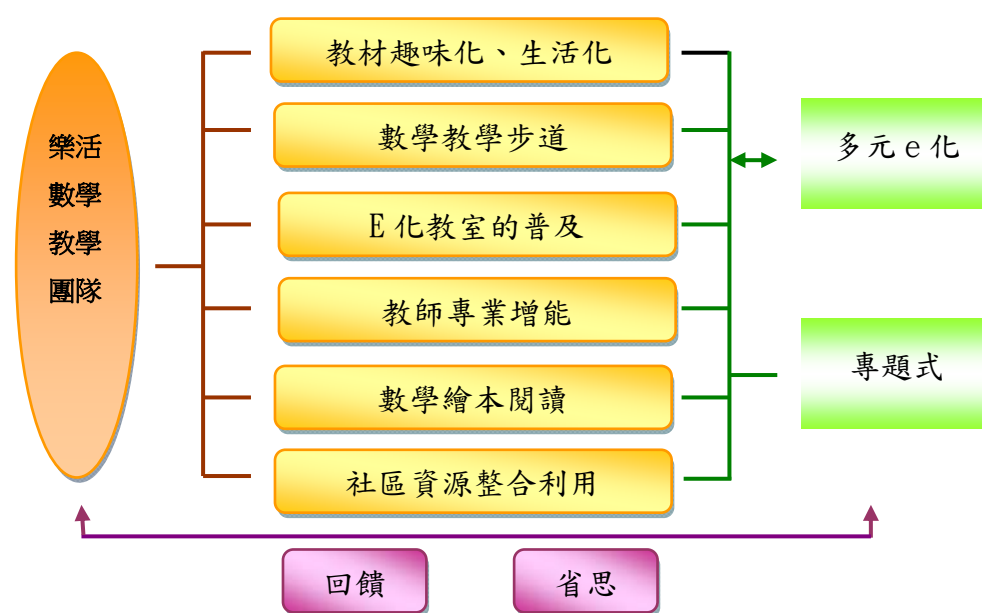 樂活
數學
教學
團隊
教材趣味化、生活化
數學教學步道
E化教室的普及
教師專業增能
數學繪本閱讀
社區資源整合利用
多元e化
專題式
回饋
省思